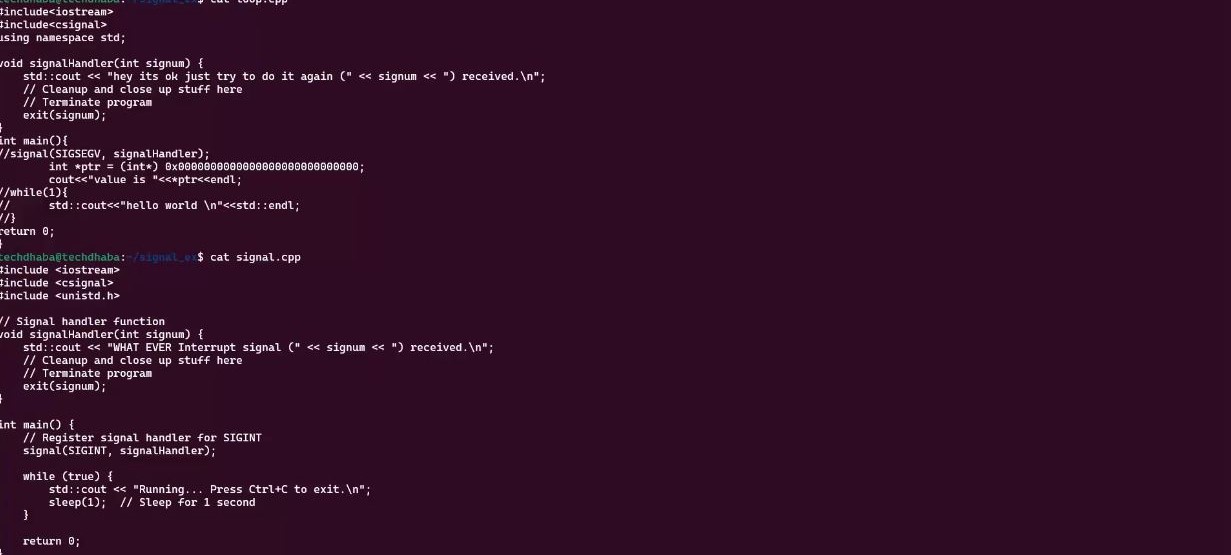 techdhaba@techdhaba:~/signal_ex$ cat loop.cpp
#include<iostream>
#include<csignal>
using namespace std;
void signalHandler(int signum) {
std::cout << "hey its ok just try to do it again (" << signum << ") received.\n";
// Cleanup and close up stuff here
// Terminate program
exit(signum);
}
int main(){
//signal(SIGSEGV, signalHandler);
int *ptr = (int*) 0x0000000000000000000000000000;
cout<<"value is "<<*ptr<<endl;
//while(1){
// std::cout<<"hello world \n"<<std::endl;
//}
return 0;
}
techdhaba@techdhaba:~/signal_ex$ cat signal.cpp
#include <iostream>
#include <csignal>
#include <unistd.h>
// Signal handler function
void signalHandler(int signum) {
std::cout << "WHAT EVER Interrupt signal (" << signum << ") received.\n";
// Cleanup and close up stuff here
// Terminate program
exit(signum);
}
int main() {
// Register signal handler for SIGINT
signal(SIGINT, signalHandler);
while (true) {
std::cout << "Running... Press Ctrl+C to exit.\n";
sleep(1); // Sleep for 1 second
}
return 0;
}